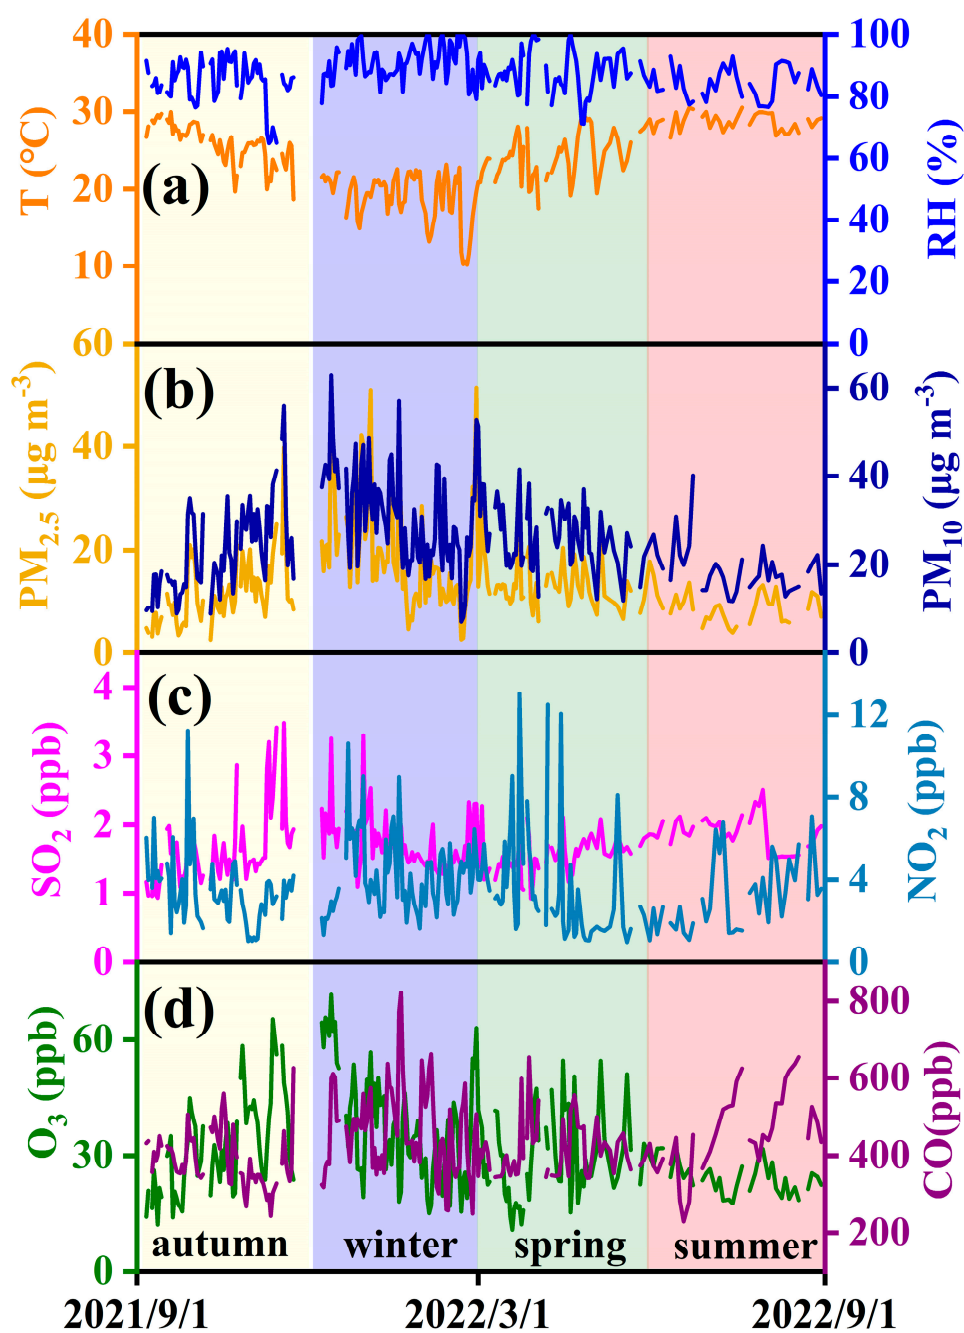 40
30
20
10
T (°C)
(a)
100
80
60
40
20
0
RH (%)
60
40
20
0
PM2.5 (μg m-3)
(b)
60
40
20
0
PM10 (μg m-3)
4
3
2
1
0
SO2 (ppb)
(c)
12
8
4
0
NO2 (ppb)
60
30
0
O3 (ppb)
(d)
800
600
400
200
CO(ppb)
autumn winter spring summer
2021/9/1 2022/3/1 2022/9/1